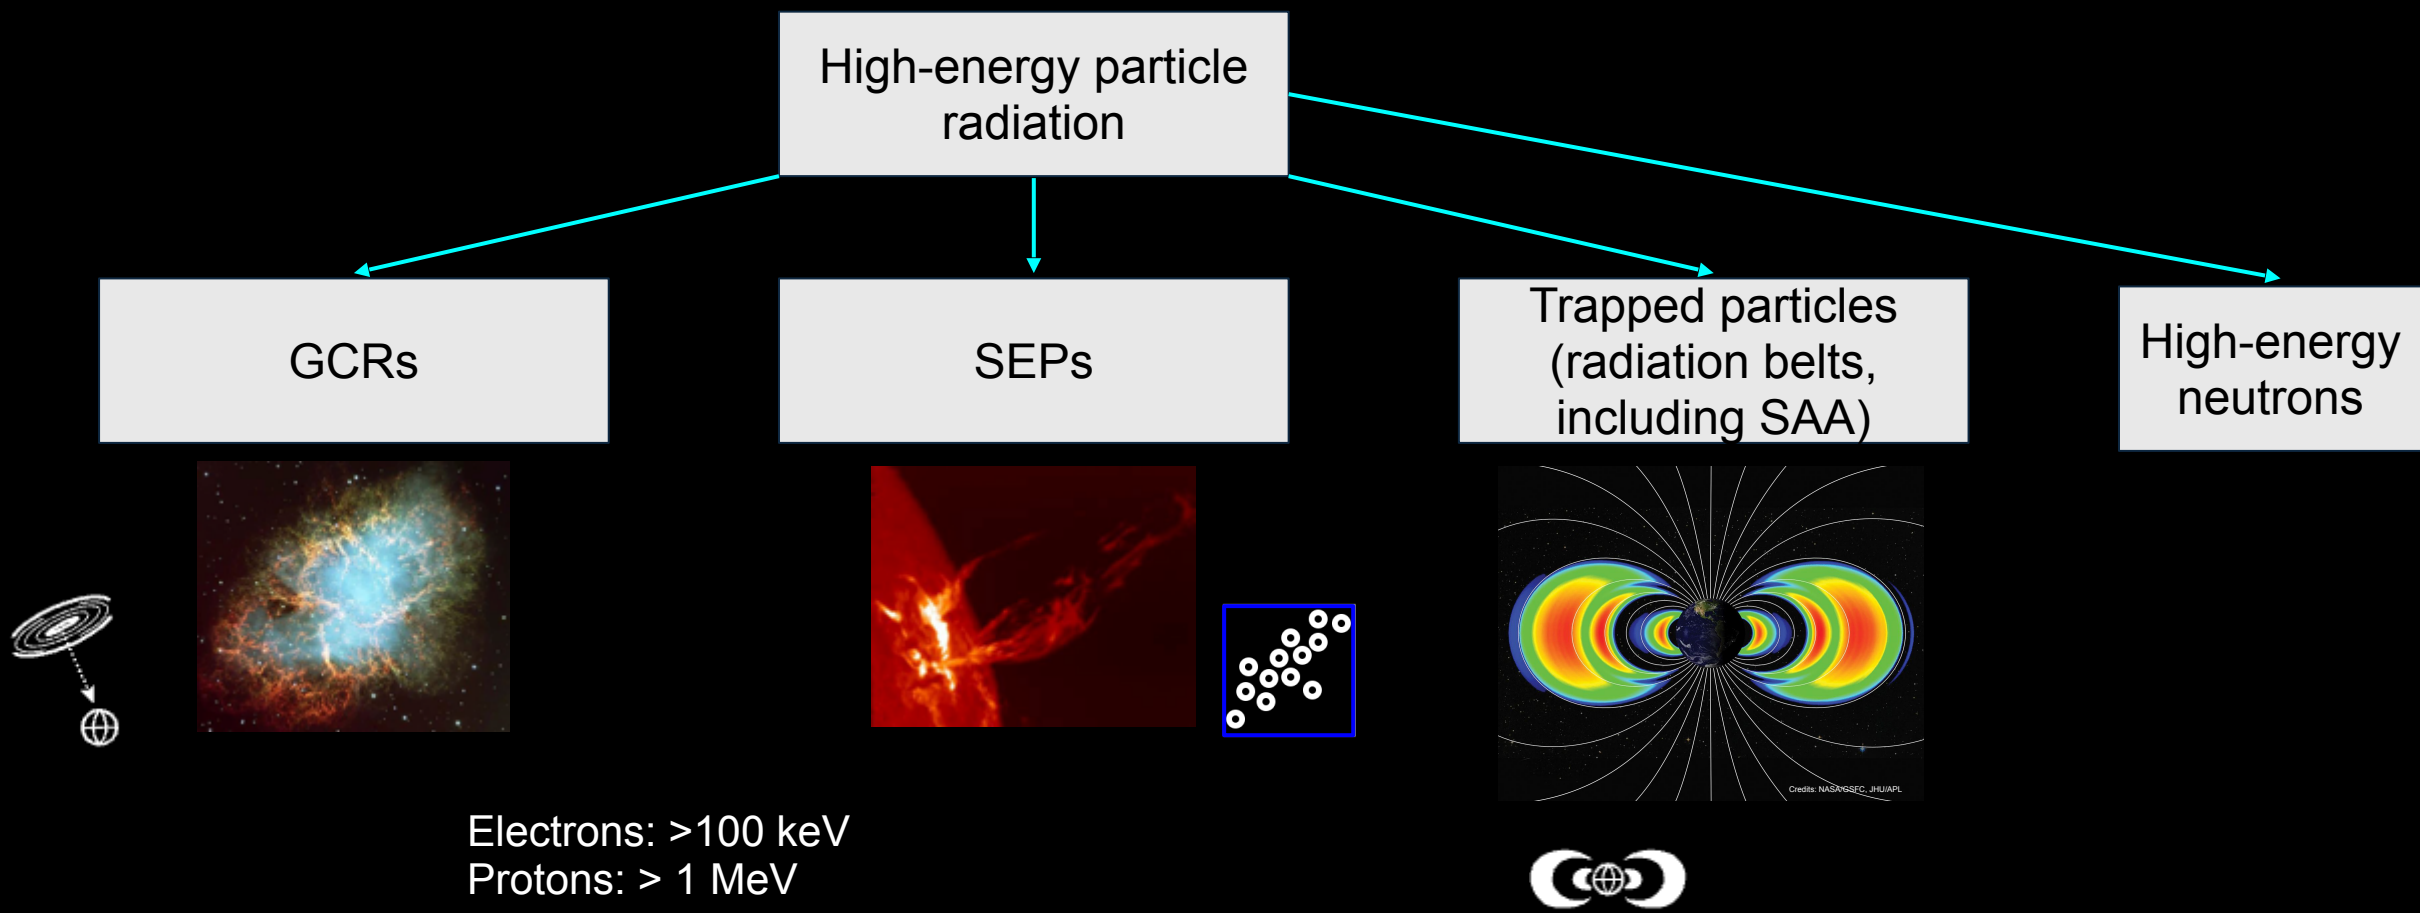 High-energy particle
radiation
GCRs
SEPs
Trapped particles
(radiation belts,
including SAA)
High-energy
neutrons
Credits: NASA/GSFC, JHU/APL
Electrons: >100 keV
Protons: > 1 MeV